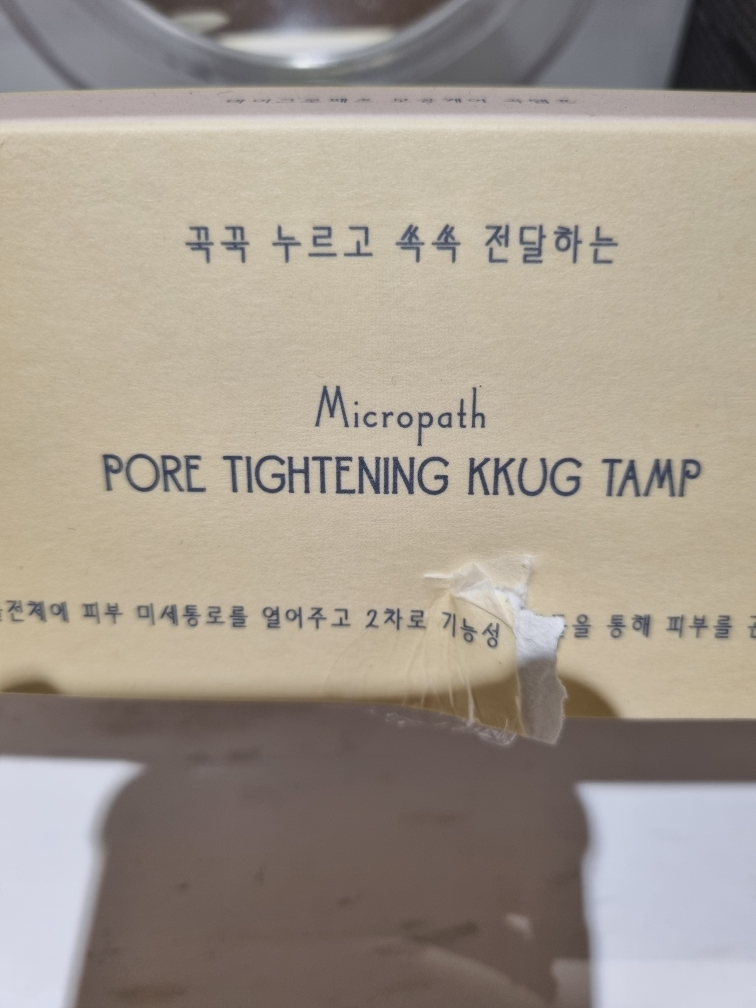 꾹꾹 누르고 쏙쏙 전달하는
Micropath
PORE TIGHTENING KKUG TAMP
피부 미세통로를 열어주고 2차로 기능성 통해 피부를